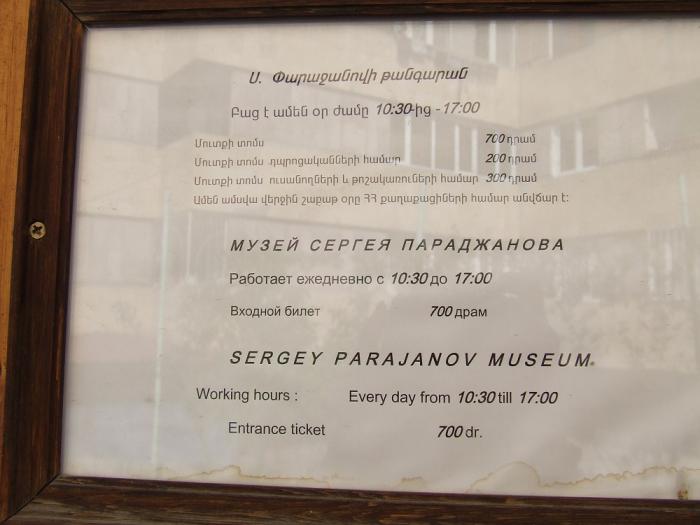 Ս. Փարաջանովի թանգարան
Բաց է ամեն օր ժամը 10:30-ից - 17:00
Մուտքի տոմս 700 դրամ
Մուտքի տոմս դպրոցականների համար 200 դրամ
Մուտքի տոմս ուսանողների և թոշակառուների համար 300 դրամ
Ամեն ամսվա վերջին շաբաթ օրը ՀՀ քաղաքացիների համար անվճար է:
МУЗЕЙ СЕРГЕЯ ПАРАДЖАНОВА
Работает ежедневно с 10:30 до 17:00
Входной билет 700 драм
SERGEY PARAJANOV MUSEUM.
Working hours : Every day from 10:30 till 17:00
Entrance ticket 700 dr.